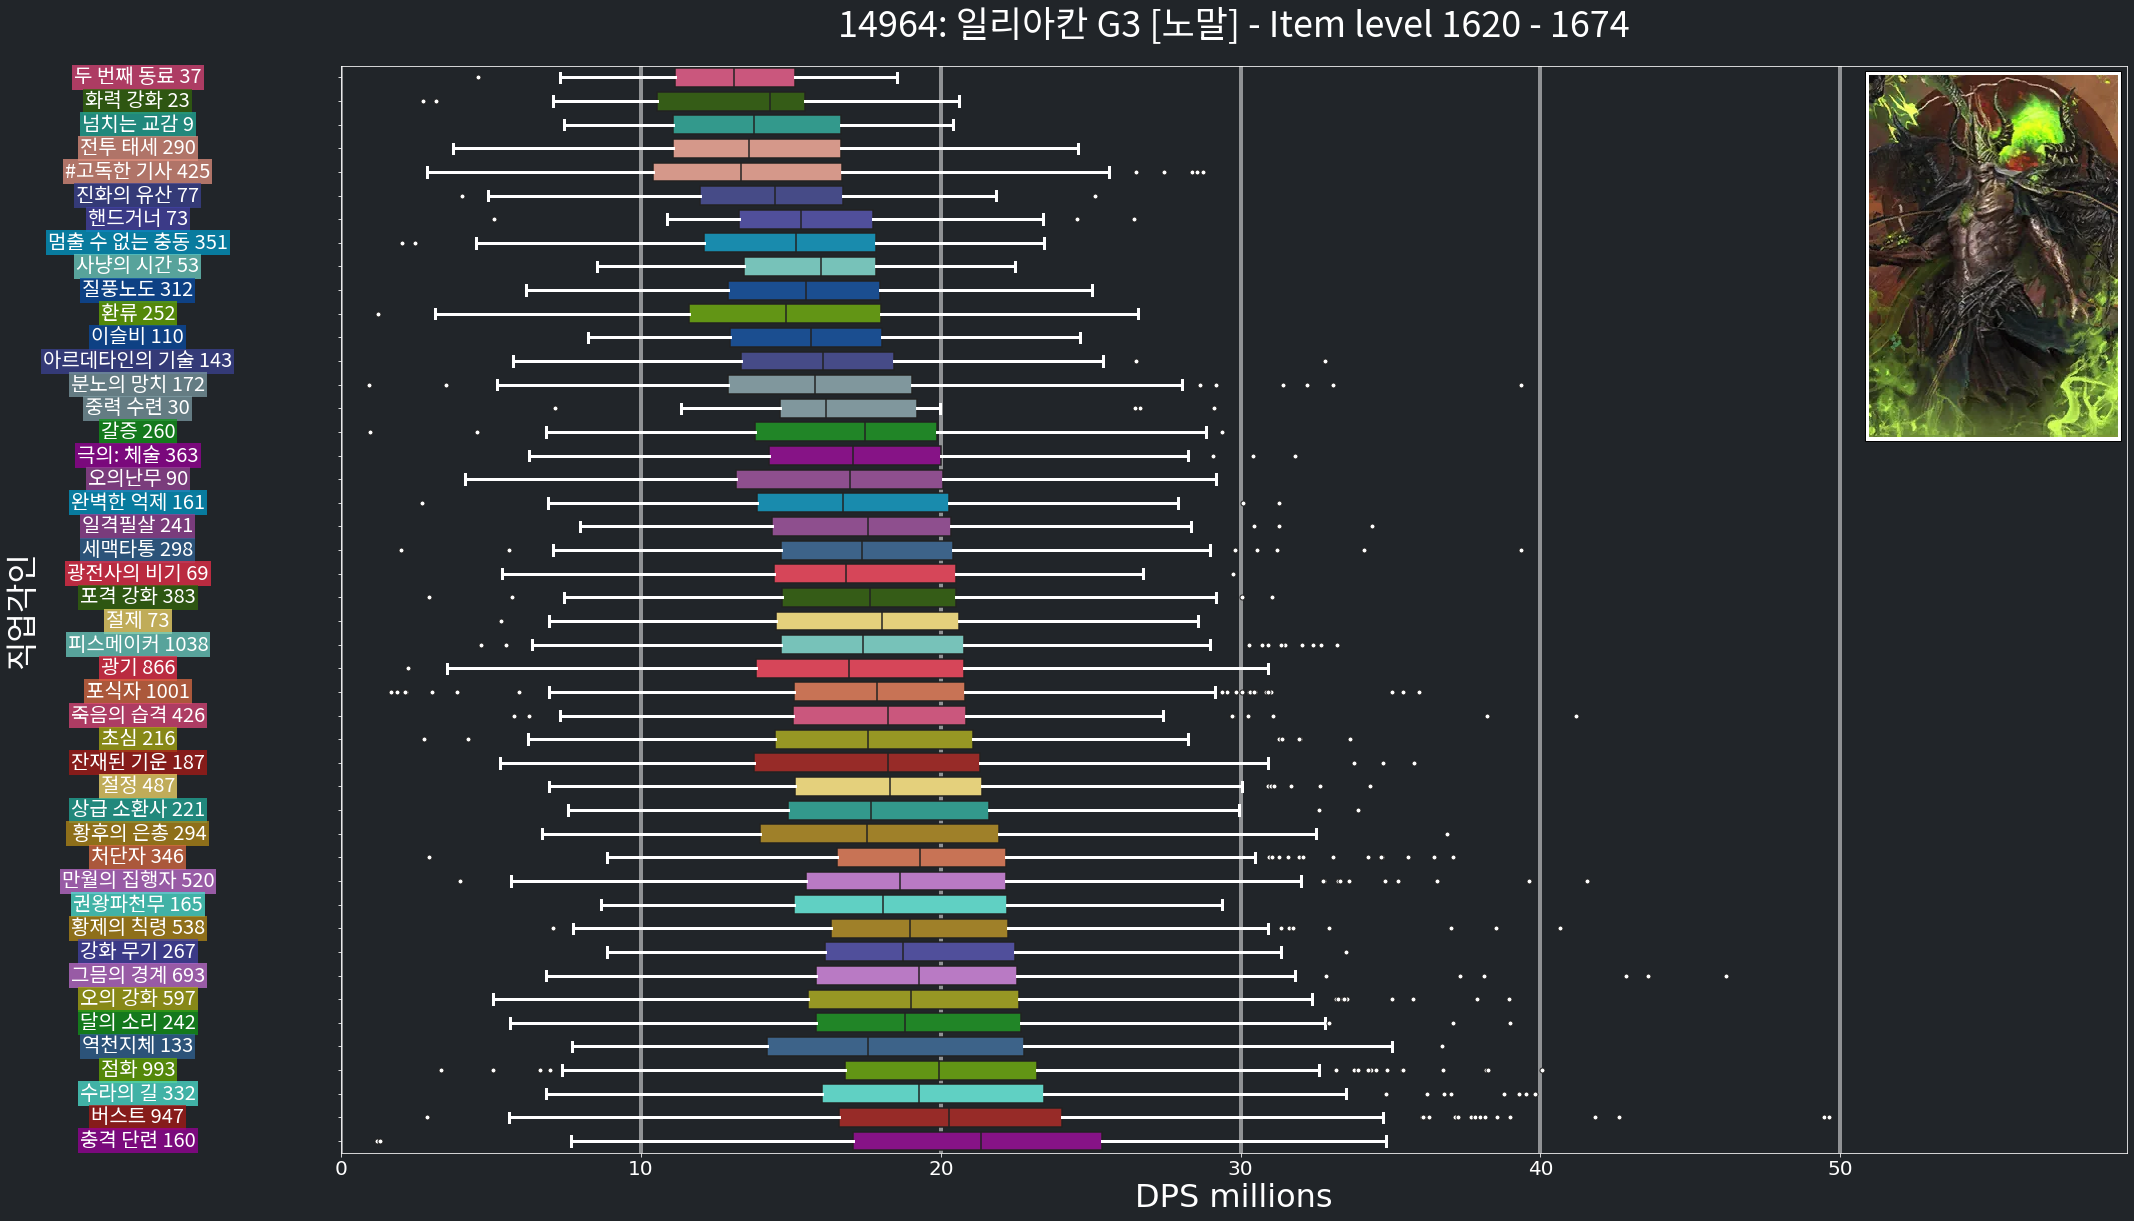 14964: 일리아칸 G3 [노말] - Item level 1620 - 1674
두 번째 동료 37
화력 강화 23
넘치는 교감 9
전투 태세 290
#고독한 기사 425
진화의 유산 77
핸드거너 73
멈출 수 없는 충동 351
사냥의 시간 53
질풍노도 312
환류 252
이슬비 110
아르데타인의 기술 143
분노의 망치 172
중력 수련 30
갈증 260
극의: 체술 363
오의난무 90
완벽한 억제 161
일격필살 241
세맥타통 298
광전사의 비기 69
포격 강화 383
절제 73
피스메이커 1038
광기 866
포식자 1001
죽음의 습격 426
초심 216
잔재된 기운 187
절정 487
상급 소환사 221
황후의 은총 294
처단자 346
만월의 집행자 520
권왕파천무 165
황제의 칙령 538
강화 무기 267
그믐의 경계 693
오의 강화 597
달의 소리 242
역천지체 133
점화 993
수라의 길 332
버스트 947
충격 단련 160
직업각인
0 10 20 30 40 50
DPS millions